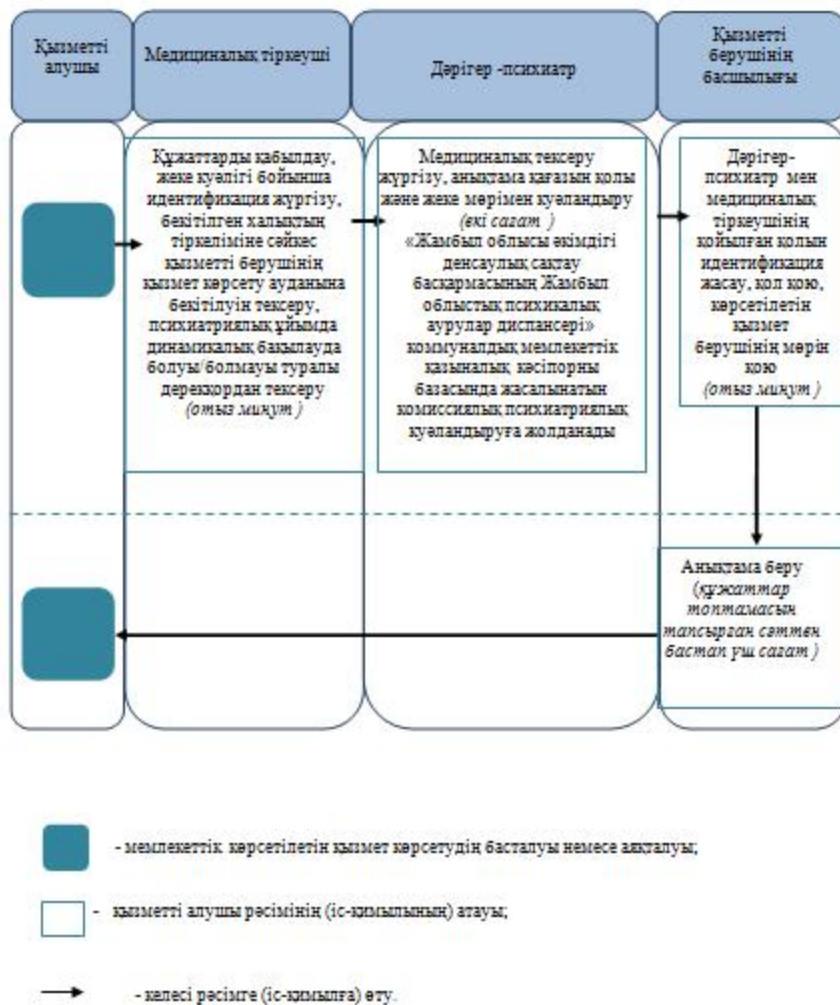 Қызметті
алушы
Медициналық тіркеуші
Дәрігер -психиатр
Қызметті
берушінің
басшылығы
Құжаттарды қабылдау,
жеке куәлігі бойынша
идентификация жүргізу,
бекітілген халықтың
тіркеліміне сәйкес
қызметті берушінің
қызмет көрсету ауданына
бекітілуін тексеру,
психиатриялық ұйымда
динамикалық бақылауда
болуы/болмауы туралы
дерекқордан тексеру
(отыз минут )
Медициналық тексеру
жүргізу, анықтама қағазын қолы
және жеке мөрімен куәландыру
(екі сағат )
«Жамбыл облысы әкімдігі
денсаулық сақтау
басқармасының Жамбыл
облыстық психикалық
аурулар диспансері»
коммуналдық мемлекеттік
қазыналық кәсіпорны
базасында жасалынатын
комиссиялық психиатриялық
куәландыруға жолданады
Дәрігер-
психиатр мен
медициналық
тіркеушінің
қойылған қолын
идентификация
жасау, қол қою,
көрсетілетін
қызмет
берушінің мөрін
қою
(отыз минут )
Анықтама беру
(құжаттар
топтамасын
тапсырған сәттен
бастап үш сағат )
- мемлекеттік көрсетілетін қызмет көрсетудің басталуы немесе аяқталуы;
- қызметті алушы рәсімінің (іс-қимылының) атауы;
- келесі рәсімге (іс-қимылға) өту.